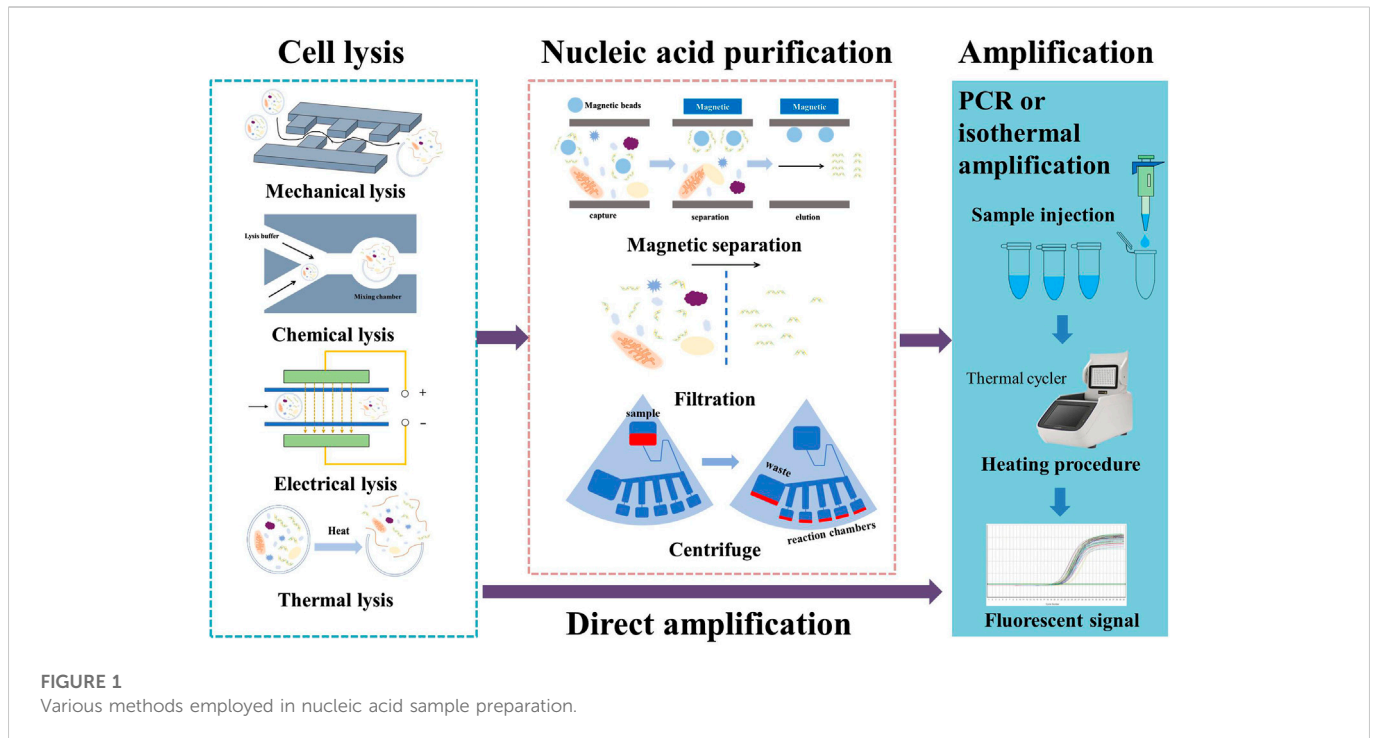 Cell lysis
Mechanical lysis
Lysis buffer
Mixing chamber
Chemical lysis
+
−
Electrical lysis
Heat
Thermal lysis
Nucleic acid purification
Magnetic beads
Magnetic
Magnetic
capture
separation
elution
Magnetic separation
Filtration
sample
waste
reaction chambers
Centrifuge
Direct amplification
Amplification
PCR or
isothermal
amplification
Sample injection
Thermal cycler
Heating procedure
Fluorescent signal
FIGURE 1
Various methods employed in nucleic acid sample preparation.